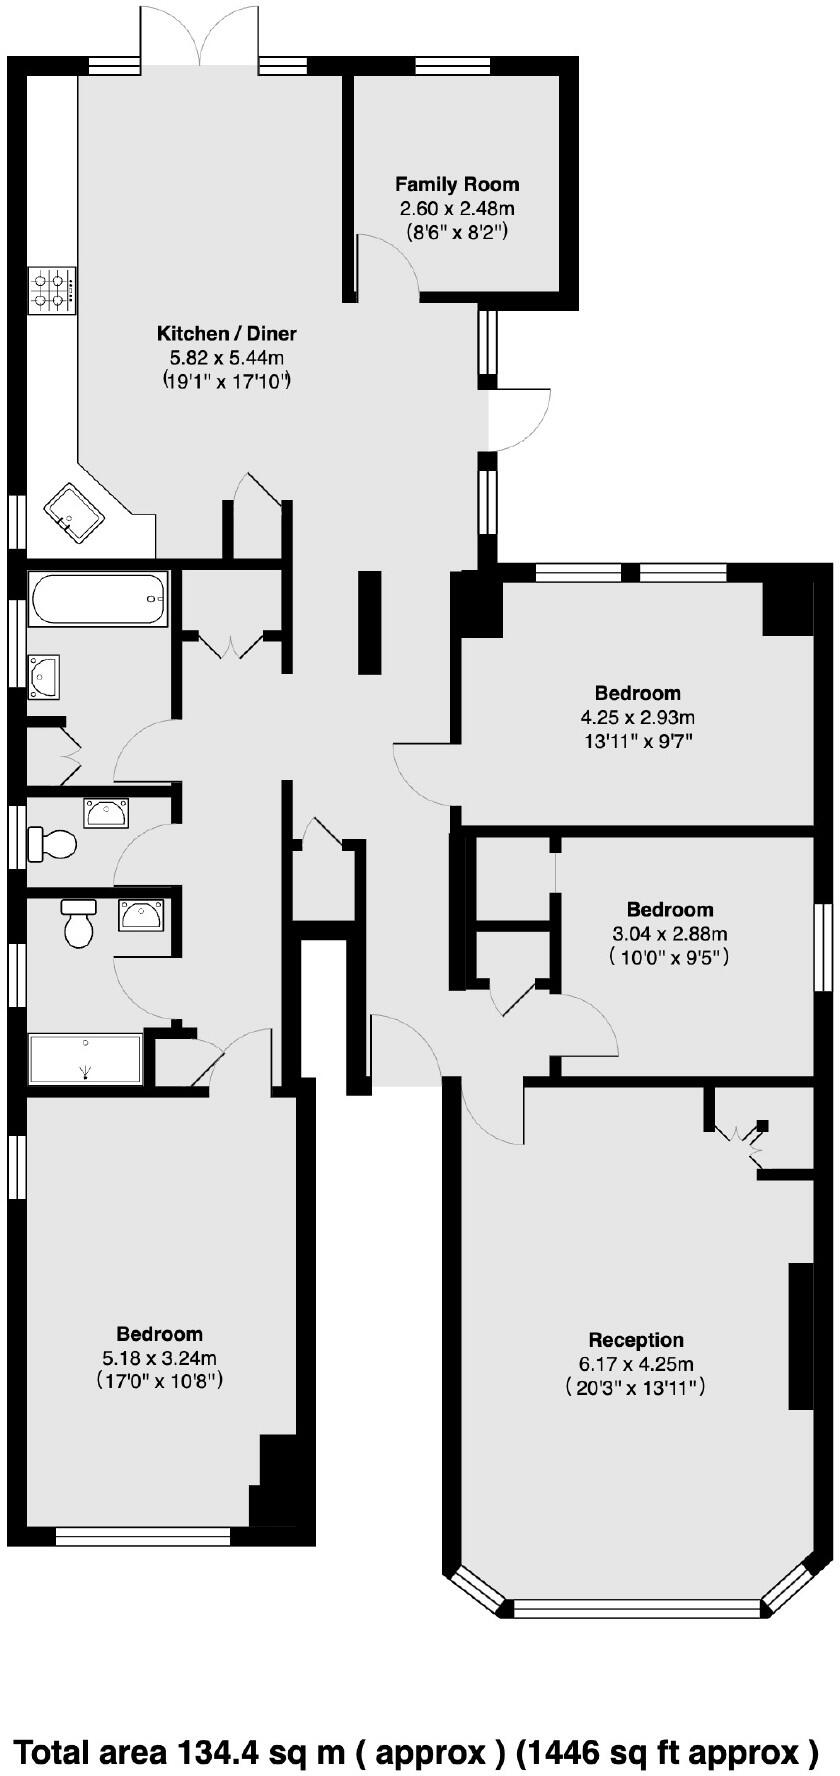 Family Room
2.60 x 2.48m
(8'6" x 8'2")
Kitchen / Diner
5.82 x 5.44m
(19'1" x 17'10")
Bedroom
4.25 x 2.93m
13'11" x 9'7"
Bedroom
3.04 x 2.88m
( 10'0" x 9'5")
Bedroom
5.18 x 3.24m
(17'0" x 10'8")
Reception
6.17 x 4.25m
( 20'3" x 13'11")
Total area 134.4 sq m ( approx ) (1446 sq ft approx )